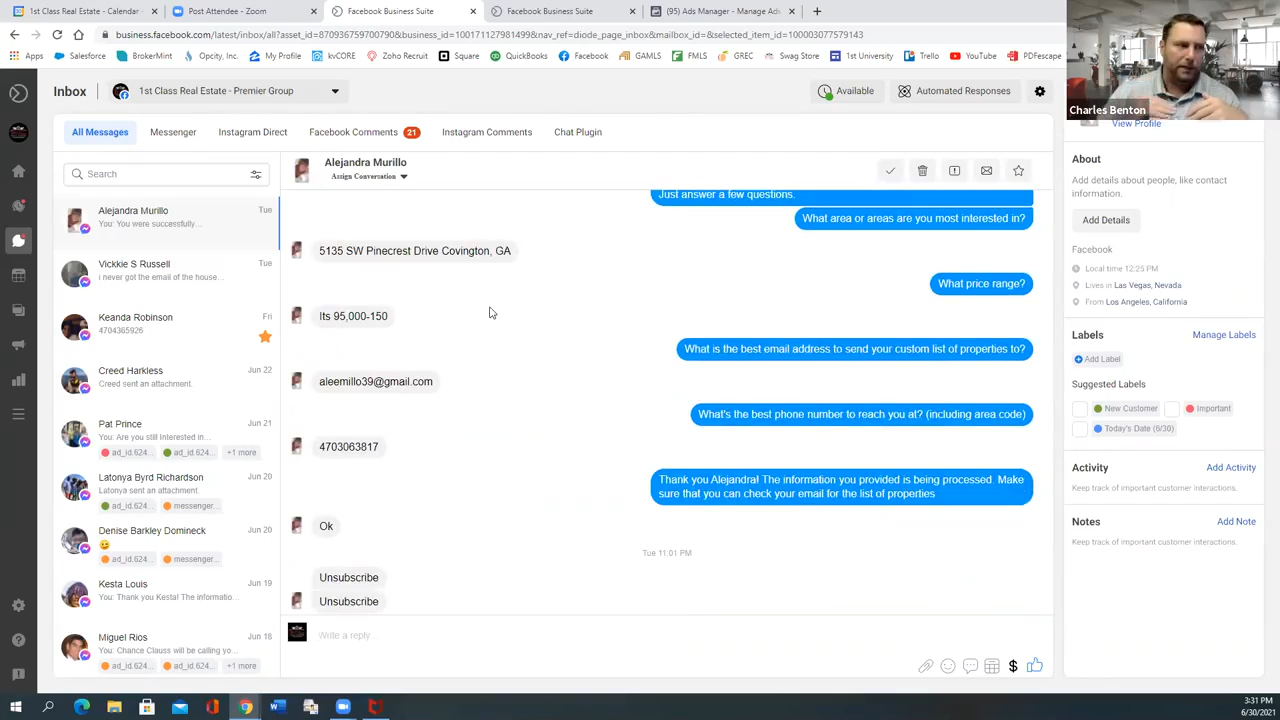 1st Class Real Estate - Calendar
Post Attendee - Zoom
Facebook Business Suite
Facebook Business Suite
(95) Ads Manager - Manage Ads
business.facebook.com/latest/inbox/all?asset_id=870936759700790&business_id=100171127981499&nav_ref=diode_page_inbox&mailbox_id=&selected_item_id=100003077579143
Apps
Salesforce
BrokerMint
Opcity, Inc.
My Profile
kvCORE
Zoho Recruit
Square
QuickBooks
Facebook
GAMLS
FMLS
GREC
Swag Store
1st University
Trello
YouTube
PDFescape
Charles Benton
Inbox
1st Class Real Estate - Premier Group
Available
Automated Responses
All Messages
Messenger
Instagram Direct
Facebook Comments 21
Instagram Comments
Chat Plugin
Search
Alejandra Murillo Tue
You: You were successfully...
Vickkie S Russell Tue
i never got the email of the house...
Keanda Robinson Fri
4704365926
Creed Harkless Jun 22
Creed sent an attachment.
Pat Prince Jun 21
You: Are you still Interested in...
ad_id.624... ad_id.624... +1 more
Latonya Byrd Richardson Jun 20
Latonya sent an attachment.
ad_id.624... messenger...
Denise Barkley Domineck Jun 20
ad_id.624... messenger...
Kesta Louis Jun 19
You: Thank you Kesta! The informatio...
Miguel Rios Jun 18
You: Chance Clauss will be calling yo...
ad_id.624... ad_id.624... +1 more
Alejandra Murillo
Assign Conversation
Just answer a few questions.
What area or areas are you most interested in?
5135 SW Pinecrest Drive Covington, GA
What price range?
Its 95,000-150
What is the best email address to send your custom list of properties to?
aleemillo39@gmail.com
What's the best phone number to reach you at? (including area code)
4703063817
Thank you Alejandra! The information you provided is being processed. Make
sure that you can check your email for the list of properties
Ok
Tue 11:01 PM
Unsubscribe
Unsubscribe
Write a reply...
View Profile
About
Add details about people, like contact
information.
Add Details
Facebook
Local time 12:25 PM
Lives in Las Vegas, Nevada
From Los Angeles, California
Labels Manage Labels
Add Label
Suggested Labels
New Customer Important
Today's Date (6/30)
Activity Add Activity
Keep track of important customer interactions.
Notes Add Note
Keep track of important customer interactions.
3:31 PM
6/30/2021